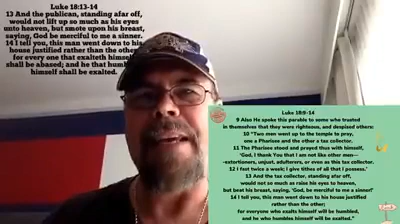 Luke 18:13-14
13 And the publican, standing afar off,
would not lift up so much as his eyes
unto heaven, but smote upon his breast,
saying, God be merciful to me a sinner.
14 I tell you, this man went down to his
house justified rather than the other:
for every one that exalteth himself
shall be abased; and he that humb
himself shall be exalted.
Luke 18:9-14
9 Also He spoke this parable to some who trusted
in themselves that they were righteous, and despised others:
10 "Two men went up to the temple to pray,
one a Pharisee and the other a tax collector.
11 The Pharisee stood and prayed thus with himself,
'God, I thank You that I am not like other men—
extortioners, unjust, adulterers, or even as this tax collector.
12 I fast twice a week; I give tithes of all that I possess.'
13 And the tax collector, standing afar off,
would not so much as raise his eyes to heaven,
but beat his breast, saying, 'God, be merciful to me a sinner!'
14 I tell you, this man went down to his house justified
rather than the other;
for everyone who exalts himself will be humbled,
and he who humbles himself will be exalted."